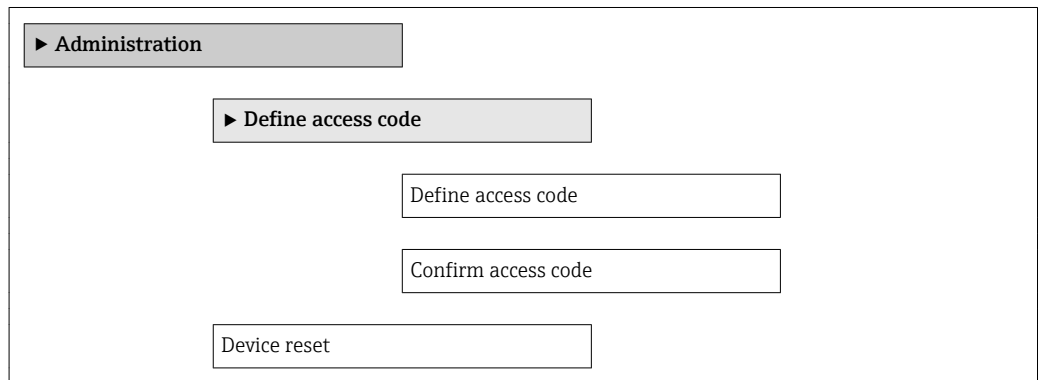 ▶ Administration
▶ Define access code
Define access code
Confirm access code
Device reset